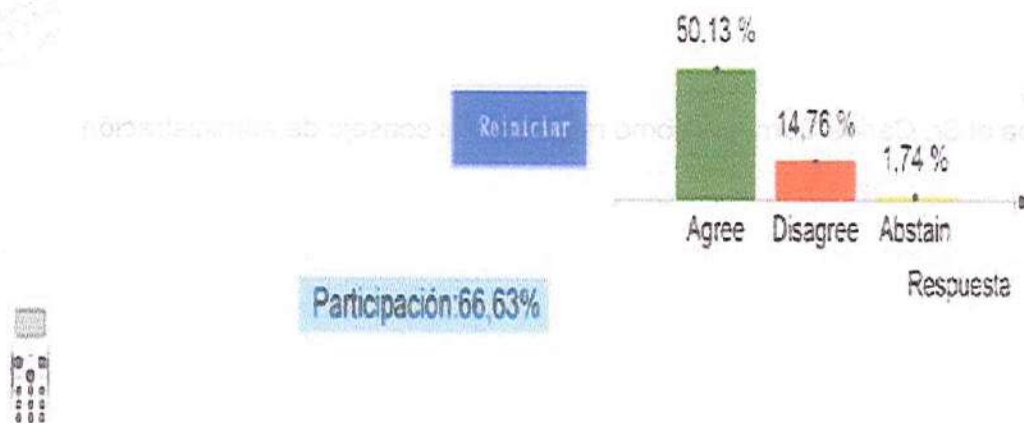 50.13 %
Reiniciar
14,76 %
1,74 %
Agree
Disagree
Abstain
Respuesta
Participación:66,63%